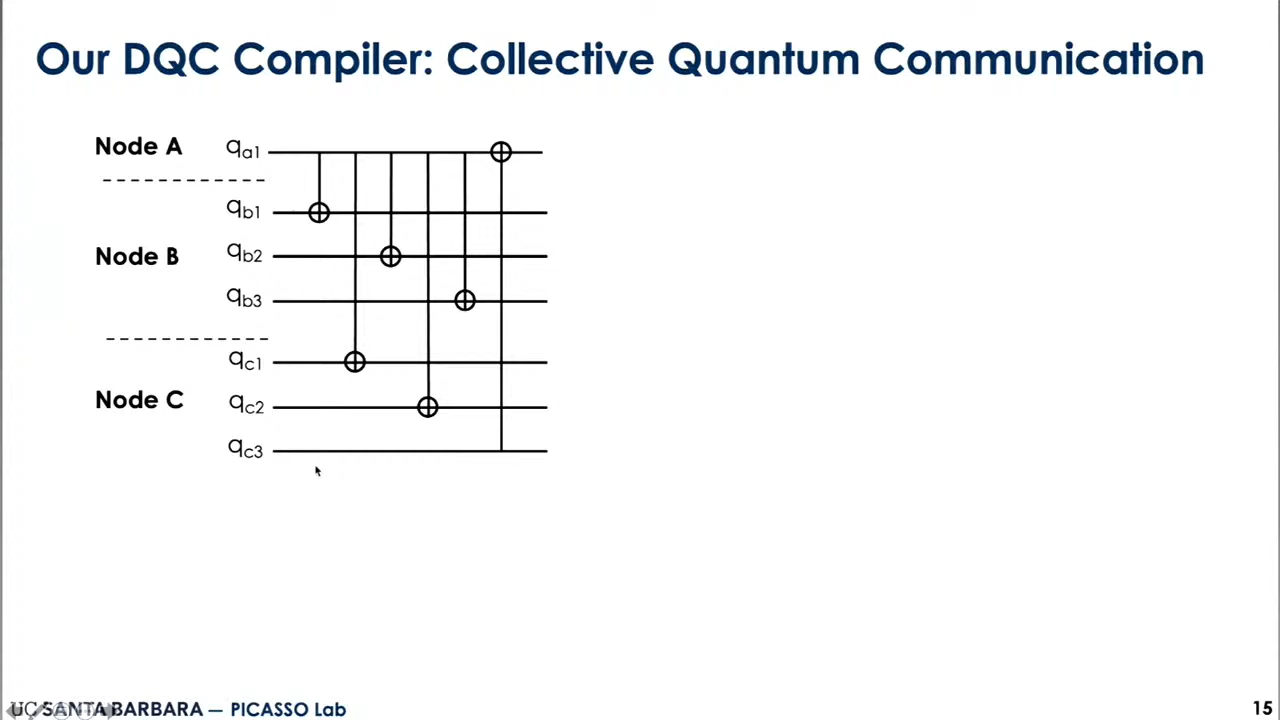 Our DQC Compiler: Collective Quantum Communication
Node A qa1
qb1
Node B qb2
qb3
qc1
Node C qc2
qc3
UC SANTA BARBARA — PICASSO Lab 15